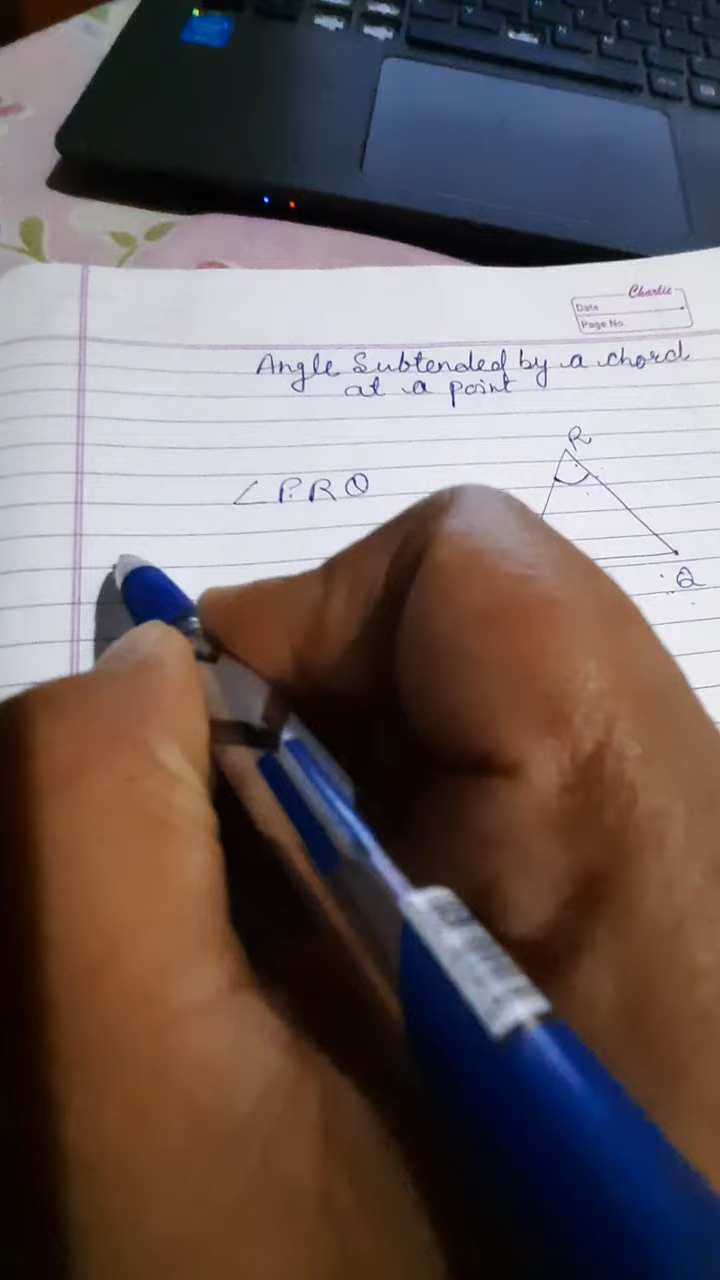 Charlie
Date
Page No.
Angle Subtended by a chord
at a point
R
∠PRQ
Q